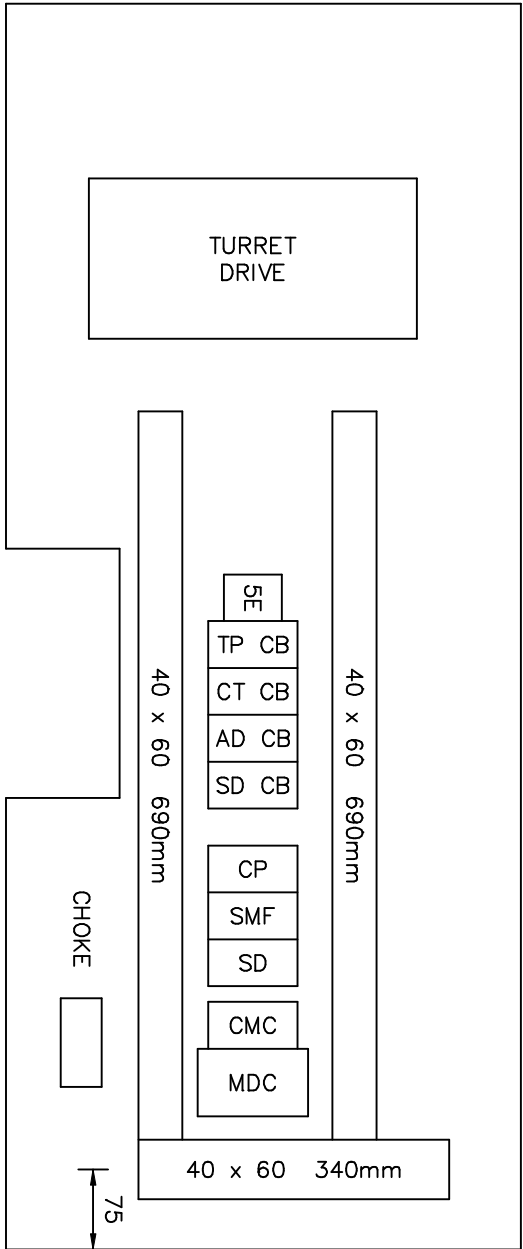 TURRET
DRIVE
5E
TP CB
CT CB
AD CB
SD CB
40 x 60 690mm
40 x 60 690mm
CP
SMF
SD
CHOKE
CMC
MDC
40 x 60 340mm
75